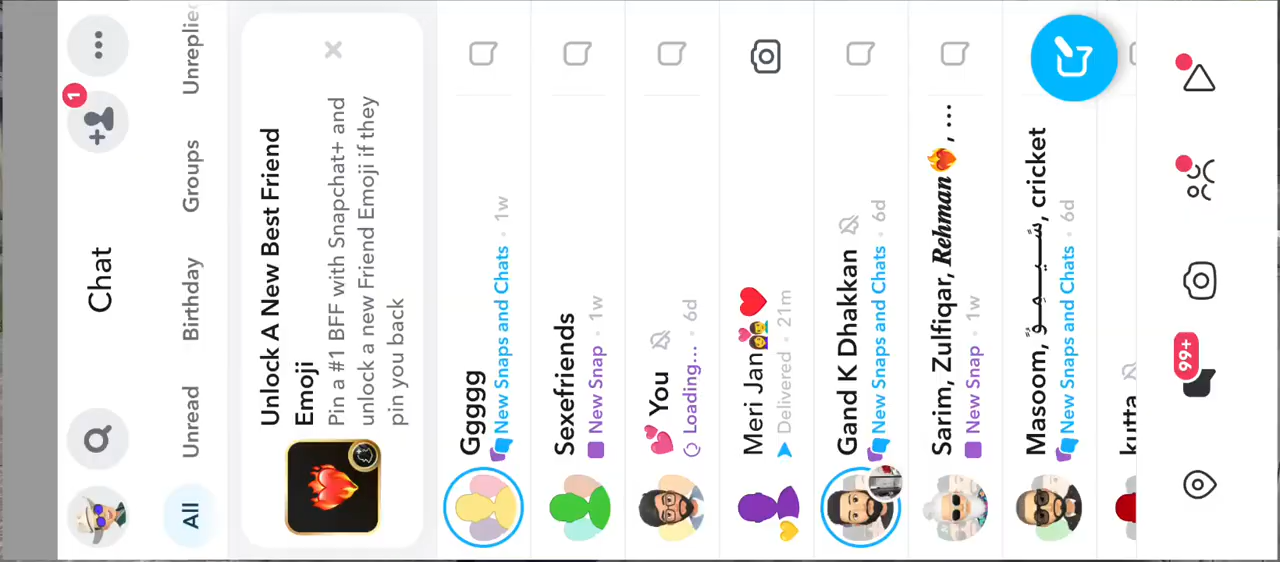 Chat
1
All
Unread
Birthday
Groups
Unreplie
Unlock A New Best Friend
Emoji
Pin a #1 BFF with Snapchat+ and
unlock a new Friend Emoji if they
pin you back
Ggggg
New Snaps and Chats · 1w
Sexefriends
New Snap · 1w
💕 You
Loading... · 6d
Meri Jan👩‍❤️‍👨❤️
Delivered · 21m
Gand K Dhakkan
New Snaps and Chats · 6d
Sarim, Zulfiqar, 𝑹𝒆𝒉𝒎𝒂𝒏❤️‍🔥, ...
New Snap · 1w
Masoom, cricket
New Snaps and Chats · 6d
kutta
99+